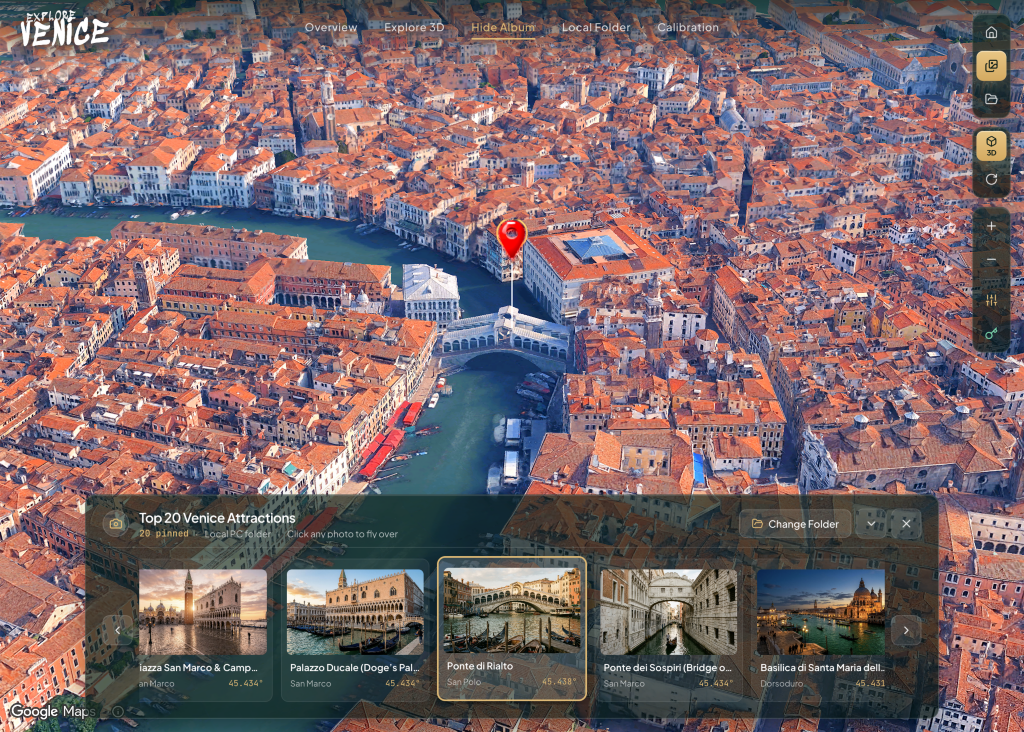 EXPLORE
VENICE
Overview
Explore 3D
Hide Album
Local Folder
Calibration
3D
Top 20 Venice Attractions
20 pinned · Local PC folder · Click any photo to fly over
Change Folder
iazza San Marco & Camp...
an Marco 45.434°
Palazzo Ducale (Doge's Pal...
San Marco 45.434°
Ponte di Rialto
San Polo 45.438°
Ponte dei Sospiri (Bridge o...
San Marco 45.434°
Basilica di Santa Maria dell..
Dorsoduro 45.431
Google Maps